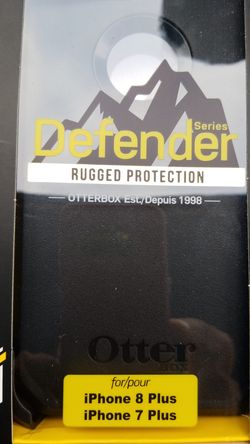 Series
Defender
RUGGED PROTECTION
OTTERBOX Est./Depuis 1998
Otter
BOX
for/pour
iPhone 8 Plus
iPhone 7 Plus